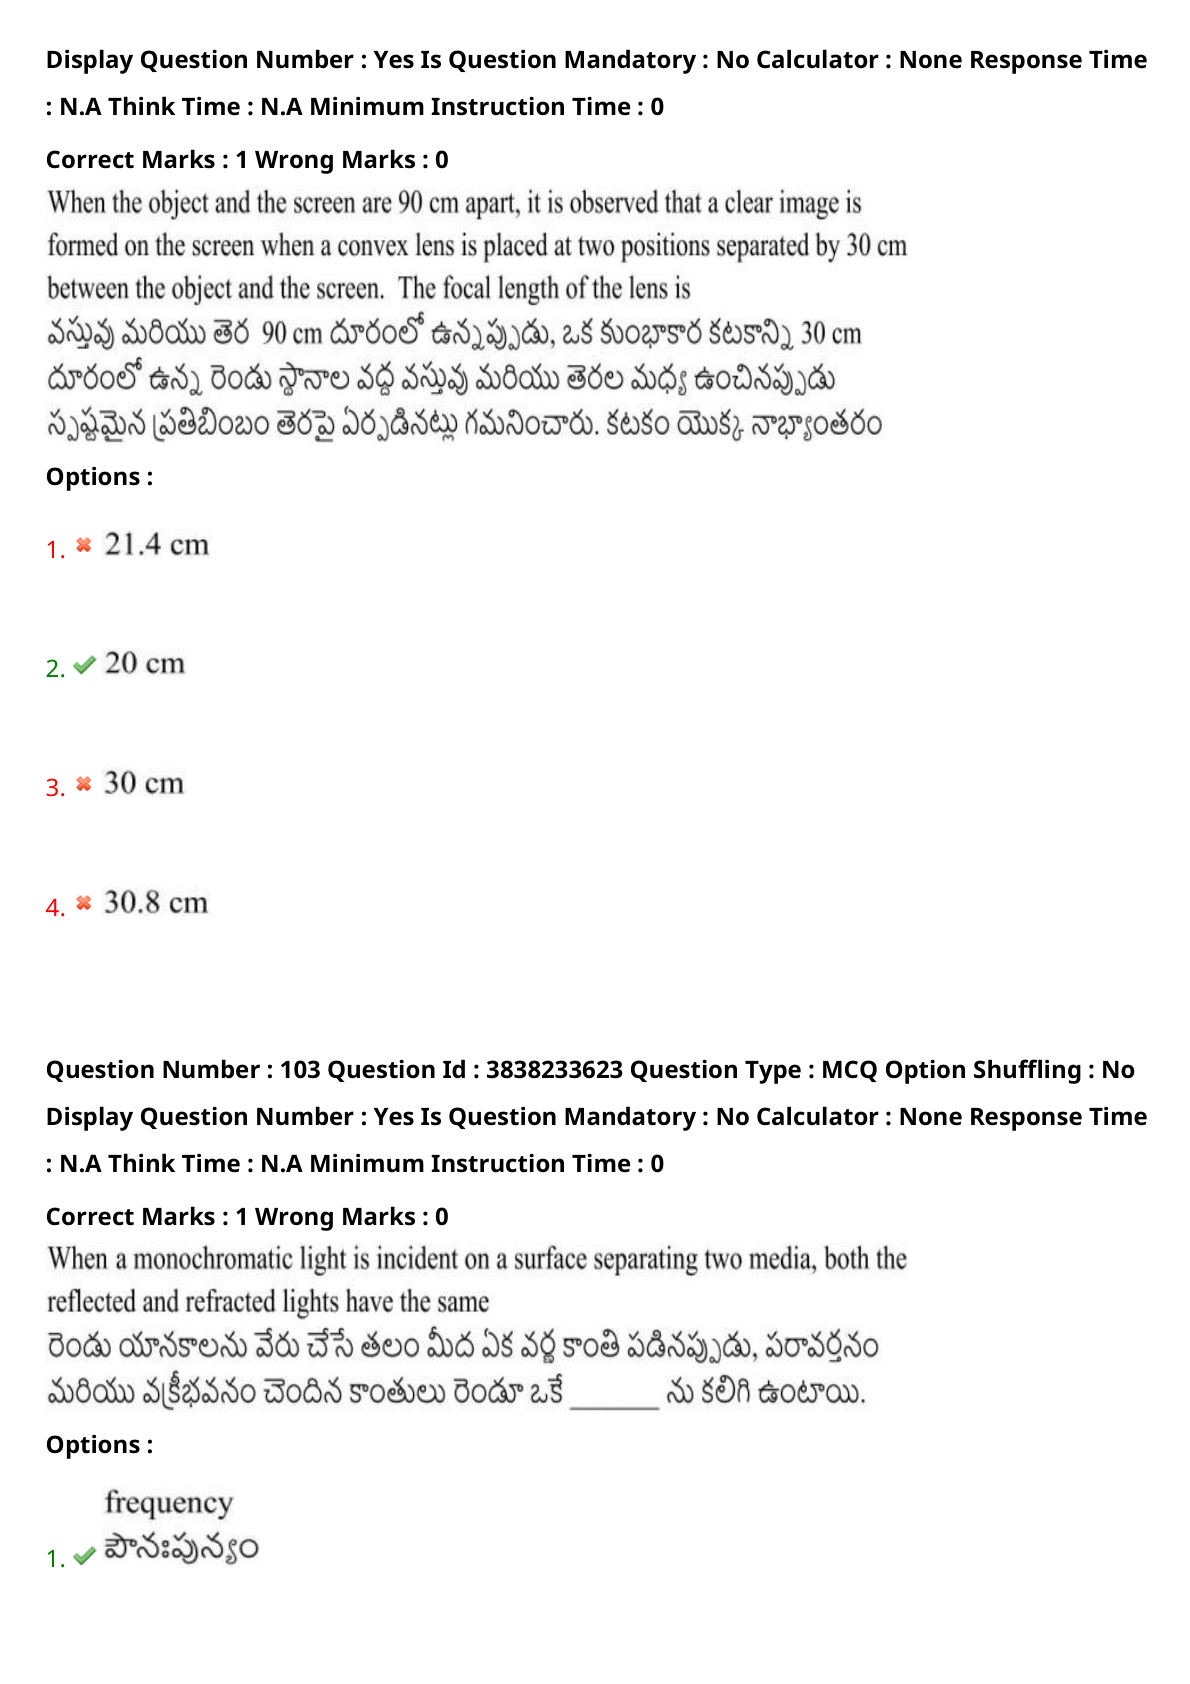 Display Question Number : Yes Is Question Mandatory : No Calculator : None Response Time
: N.A Think Time : N.A Minimum Instruction Time : 0
Correct Marks : 1 Wrong Marks : 0
When the object and the screen are 90 cm apart, it is observed that a clear image is
formed on the screen when a convex lens is placed at two positions separated by 30 cm
between the object and the screen. The focal length of the lens is
వస్తువు మరియు తెర 90 cm దూరంలో ఉన్నప్పుడు, ఒక కుంభాకార కటకాన్ని 30 cm
దూరంలో ఉన్న రెండు స్థానాల వద్ద వస్తువు మరియు తెరల మధ్య ఉంచినప్పుడు
స్పష్టమైన ప్రతిబింబం తెరపై ఏర్పడినట్లు గమనించారు. కటకం యొక్క నాభ్యాంతరం
Options :
1. 21.4 cm
2. 20 cm
3. 30 cm
4. 30.8 cm
Question Number : 103 Question Id : 3838233623 Question Type : MCQ Option Shuffling : No
Display Question Number : Yes Is Question Mandatory : No Calculator : None Response Time
: N.A Think Time : N.A Minimum Instruction Time : 0
Correct Marks : 1 Wrong Marks : 0
When a monochromatic light is incident on a surface separating two media, both the
reflected and refracted lights have the same
రెండు యానకాలను వేరు చేసే తలం మీద ఏక వర్ణ కాంతి పడినప్పుడు, పరావర్తనం
మరియు వక్రీభవనం చెందిన కాంతులు రెండూ ఒకే ______ ను కలిగి ఉంటాయి.
Options :
frequency
1. పౌనఃపున్యం